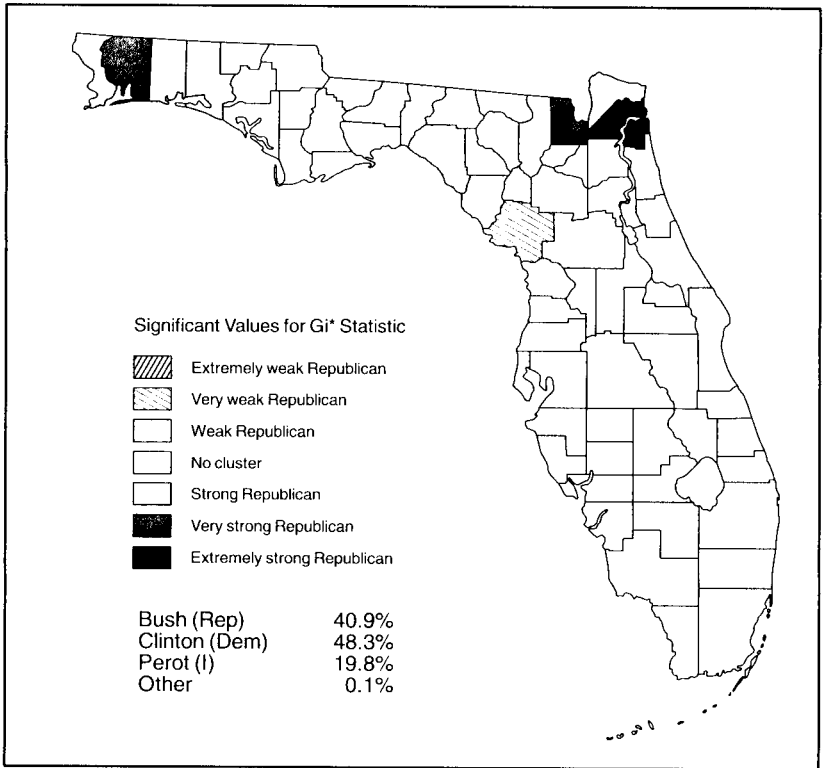 Significant Values for Gi* Statistic
Extremely weak Republican
Very weak Republican
Weak Republican
No cluster
Strong Republican
Very strong Republican
Extremely strong Republican
Bush (Rep) 40.9%
Clinton (Dem) 48.3%
Perot (I) 19.8%
Other 0.1%